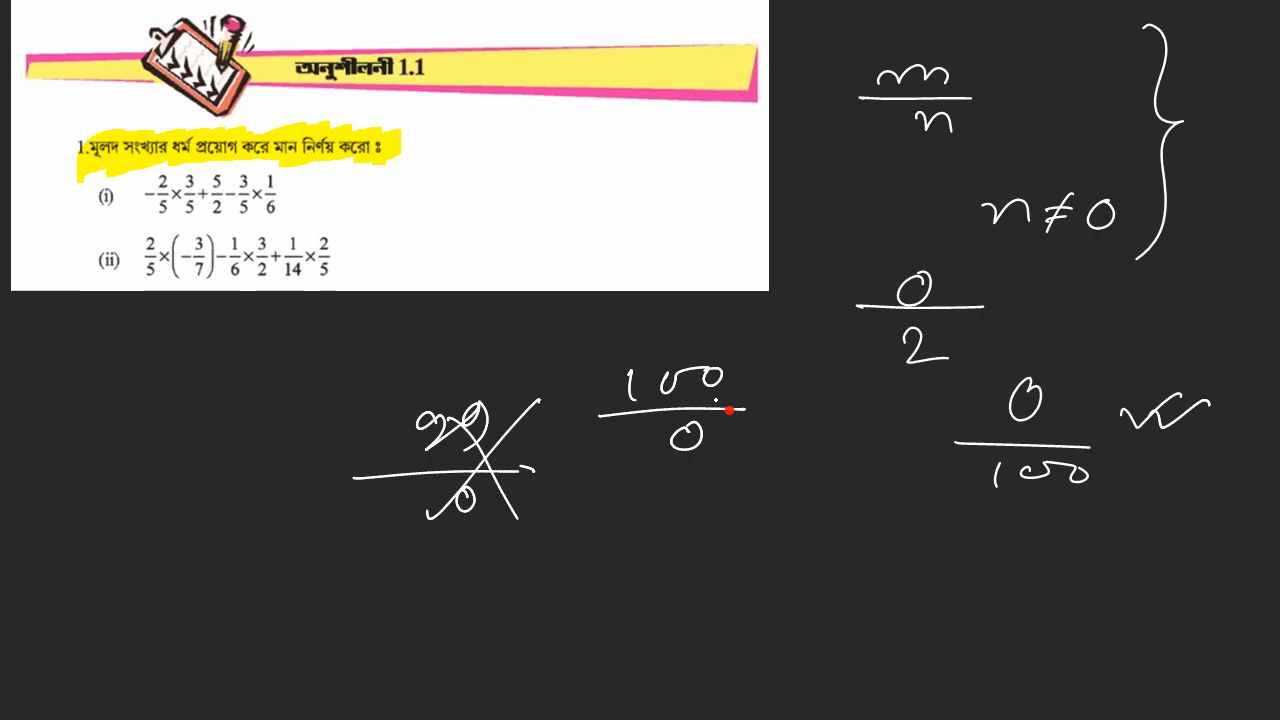 অনুশীলনী 1.1
1.মূলদ সংখ্যার ধর্ম প্রয়োগ করে মান নির্ণয় করো ঃ
(i) -2/5×3/5+5/2-3/5×1/6
(ii) 2/5×(-3/7)-1/6×3/2+1/14×2/5
m/n
n≠0
0/2
100/0
0/100